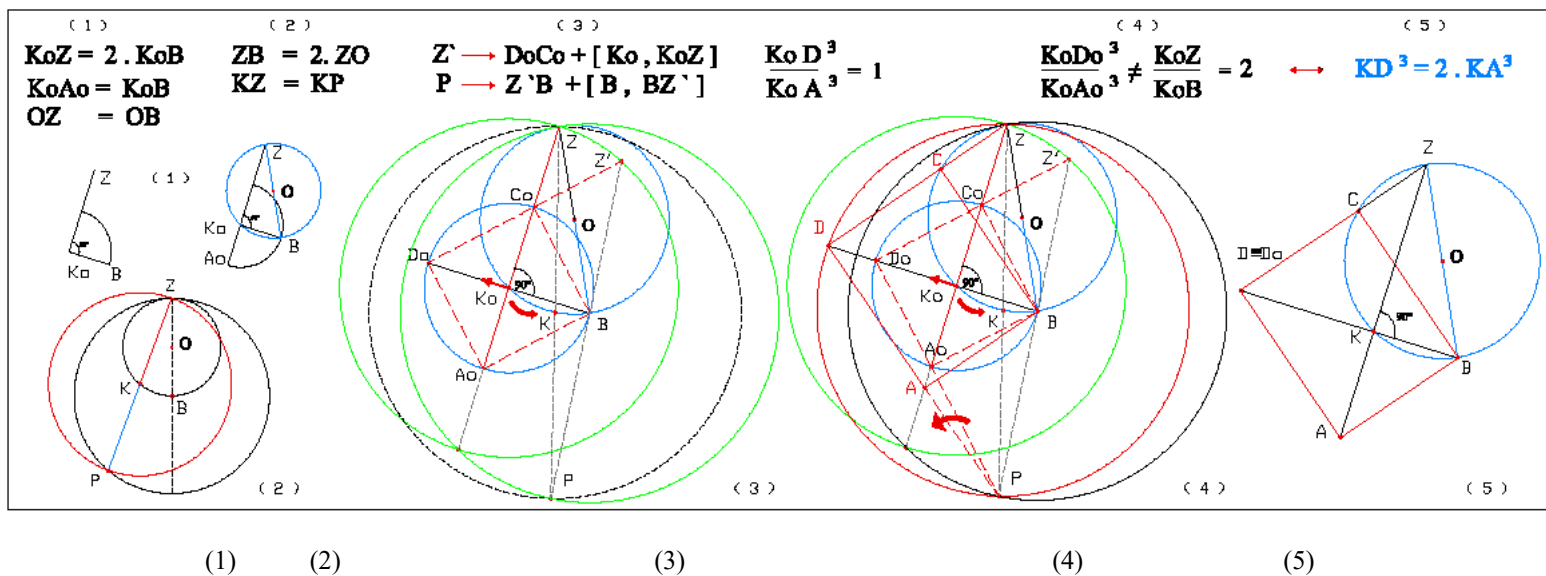 ( 1 ) ( 2 ) ( 3 ) ( 4 ) ( 5 )
KoZ = 2 . KoB ZB = 2. ZO Z` → DoCo + [ Ko , KoZ ] Ko D ³ / Ko A ³ = 1 KoDo ³ / KoAo ³ ≠ KoZ / KoB = 2 ↔ KD ³ = 2 . KA³
KoAo = KoB KZ = KP P → Z`B + [ B , BZ ` ]
OZ = OB
Z ( 1 ) Ko B
Z O Ko B Ao
Z O K B P ( 2 )
Z Z' Co O Do 90° Ko K B Ao P ( 3 )
Z Z' C Co O D Do 90° Ko K B Ao A P ( 4 )
Z C O D≡Do 90° K B A ( 5 )
(1) (2) (3) (4) (5)